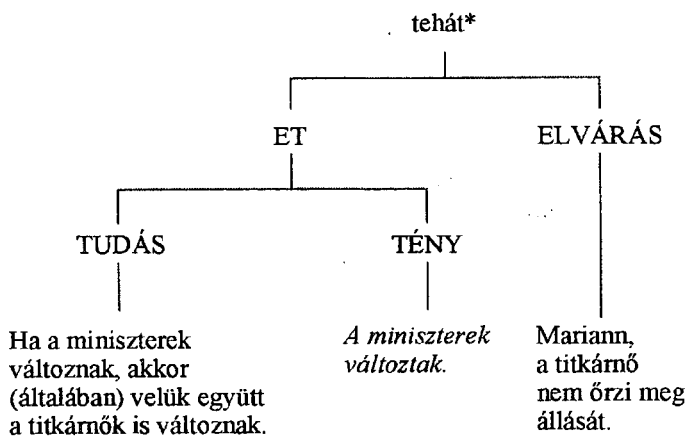 tehát*
ET
ELVÁRÁS
TUDÁS
TÉNY
Ha a miniszterek
változnak, akkor
(általában) velük együtt
a titkárnők is változnak.
A miniszterek
változtak.
Mariann,
a titkárnő
nem őrzi meg
állását.